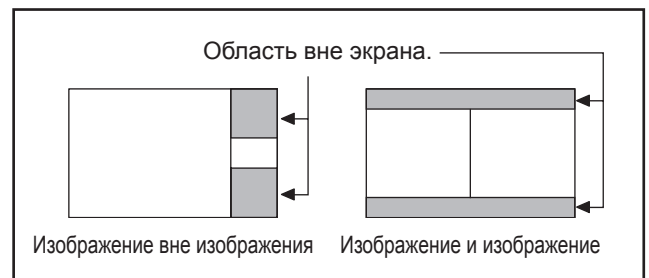 Область вне экрана.
Изображение вне изображения
Изображение и изображение